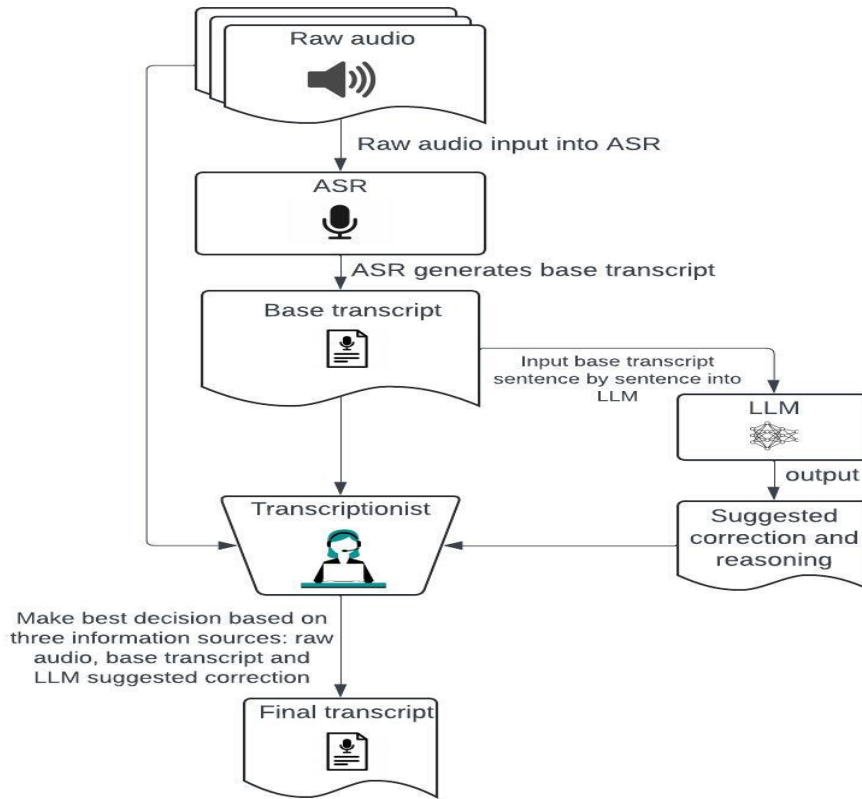 Raw audio
Raw audio input into ASR
ASR
ASR generates base transcript
Base transcript
Input base transcript
sentence by sentence into
LLM
LLM
output
Suggested
correction and
reasoning
Transcriptionist
Make best decision based on
three information sources: raw
audio, base transcript and
LLM suggested correction
Final transcript